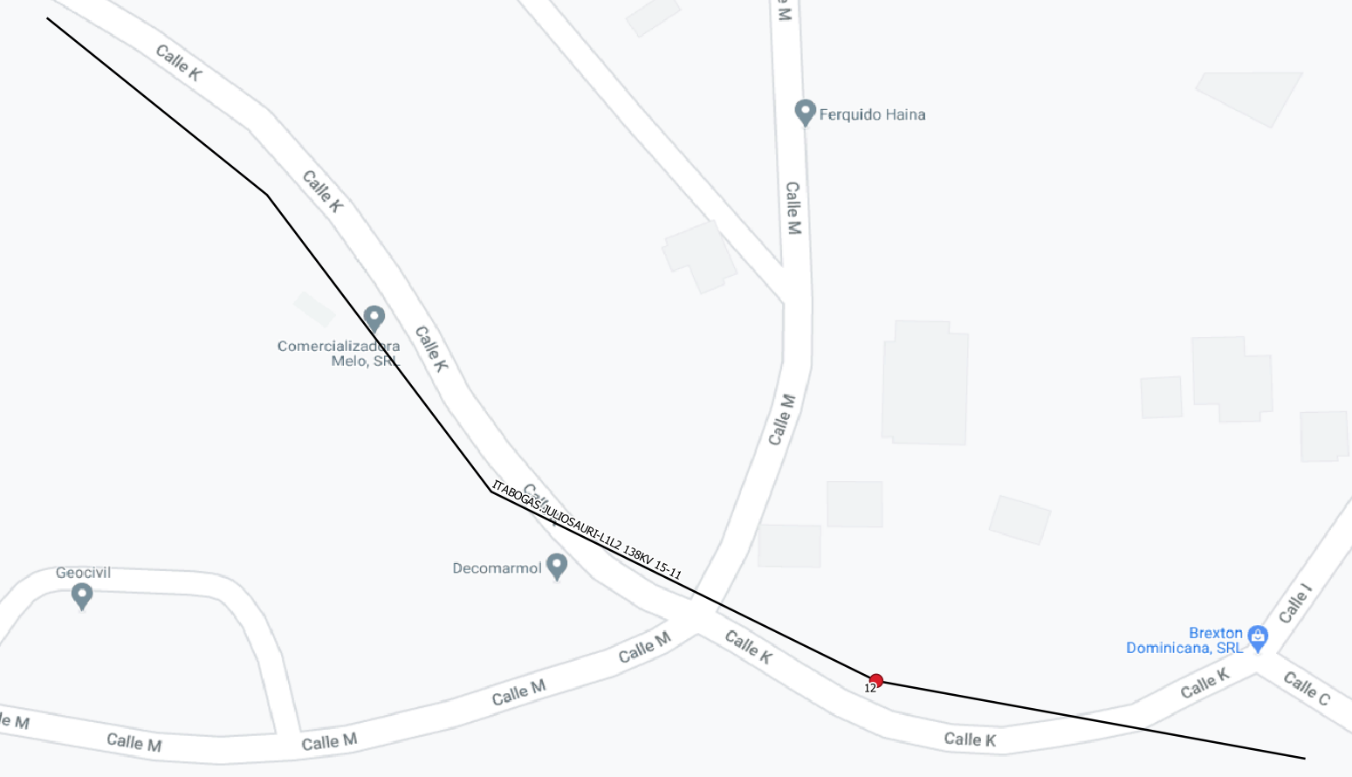 Calle K
e M
Ferquido Haina
Calle K
Calle M
Comercializadora
Melo, SRL
Calle K
Calle M
ITABOGAS-JULIOSAURI-L1L2 138KV 15-11
Decomarmol
Geocivil
Calle I
Brexton
Dominicana, SRL
Calle M
Calle K
12
Calle K
Calle C
Calle M
le M
Calle M
Calle M
Calle K